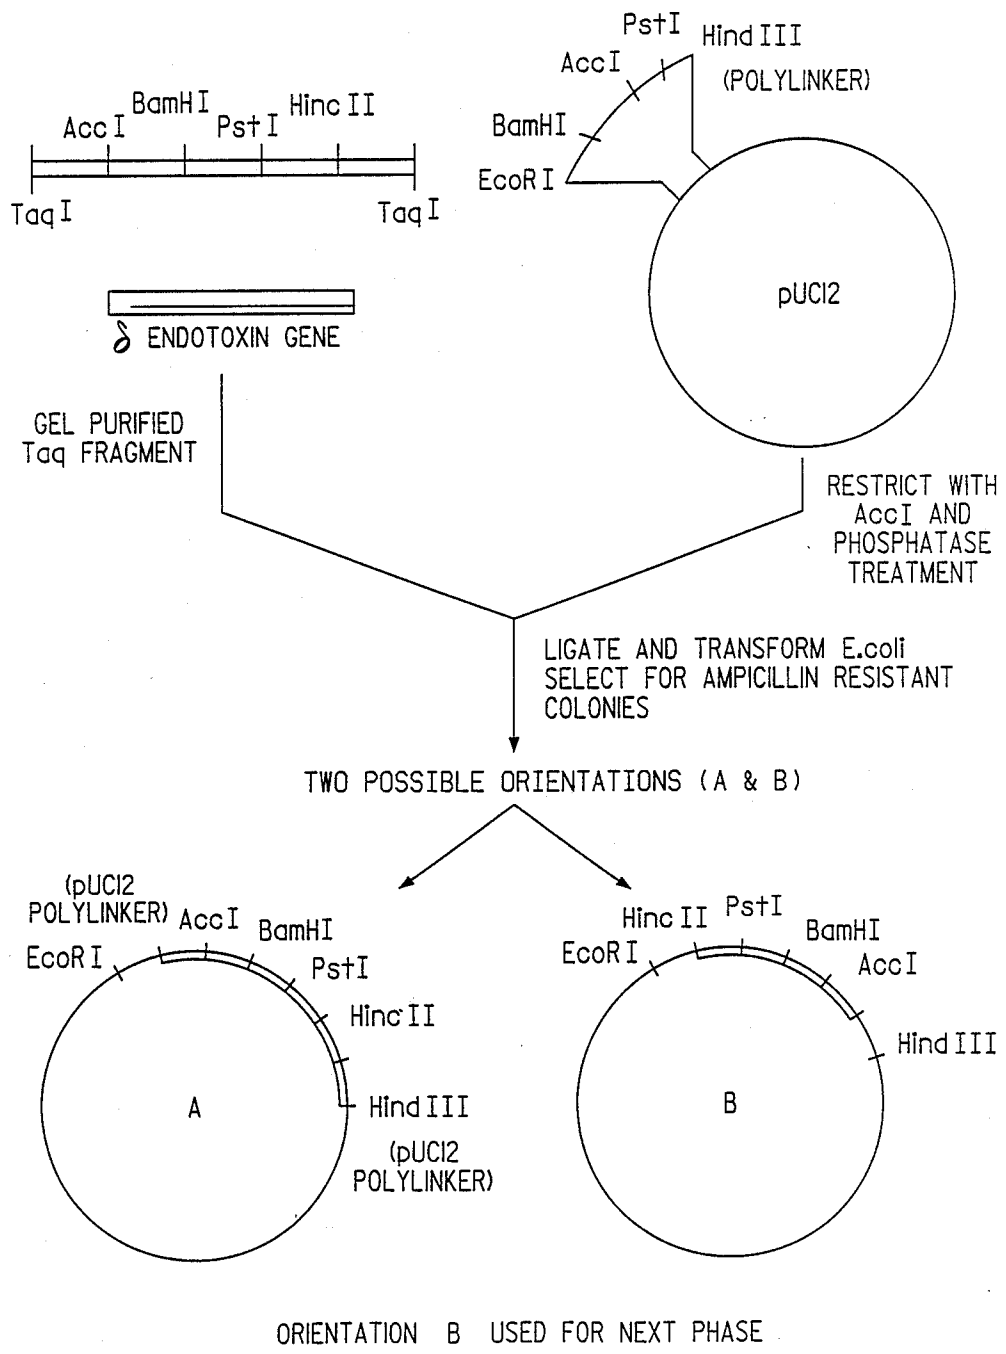 PstI
Hind III
(POLYLINKER)
AccI
BamHI
EcoR I
BamHI
Hinc II
Acc I
Pst I
Taq I
Taq I
pUC12
δ ENDOTOXIN GENE
GEL PURIFIED
Taq FRAGMENT
RESTRICT WITH
AccI AND
PHOSPHATASE
TREATMENT
LIGATE AND TRANSFORM E.coli
SELECT FOR AMPICILLIN RESISTANT
COLONIES
TWO POSSIBLE ORIENTATIONS (A & B)
(pUC12
POLYLINKER)
EcoR I
AccI
BamHI
PstI
Hinc II
A
Hind III
(pUC12
POLYLINKER)
EcoR I
Hinc II
PstI
BamHI
AccI
Hind III
B
ORIENTATION B USED FOR NEXT PHASE